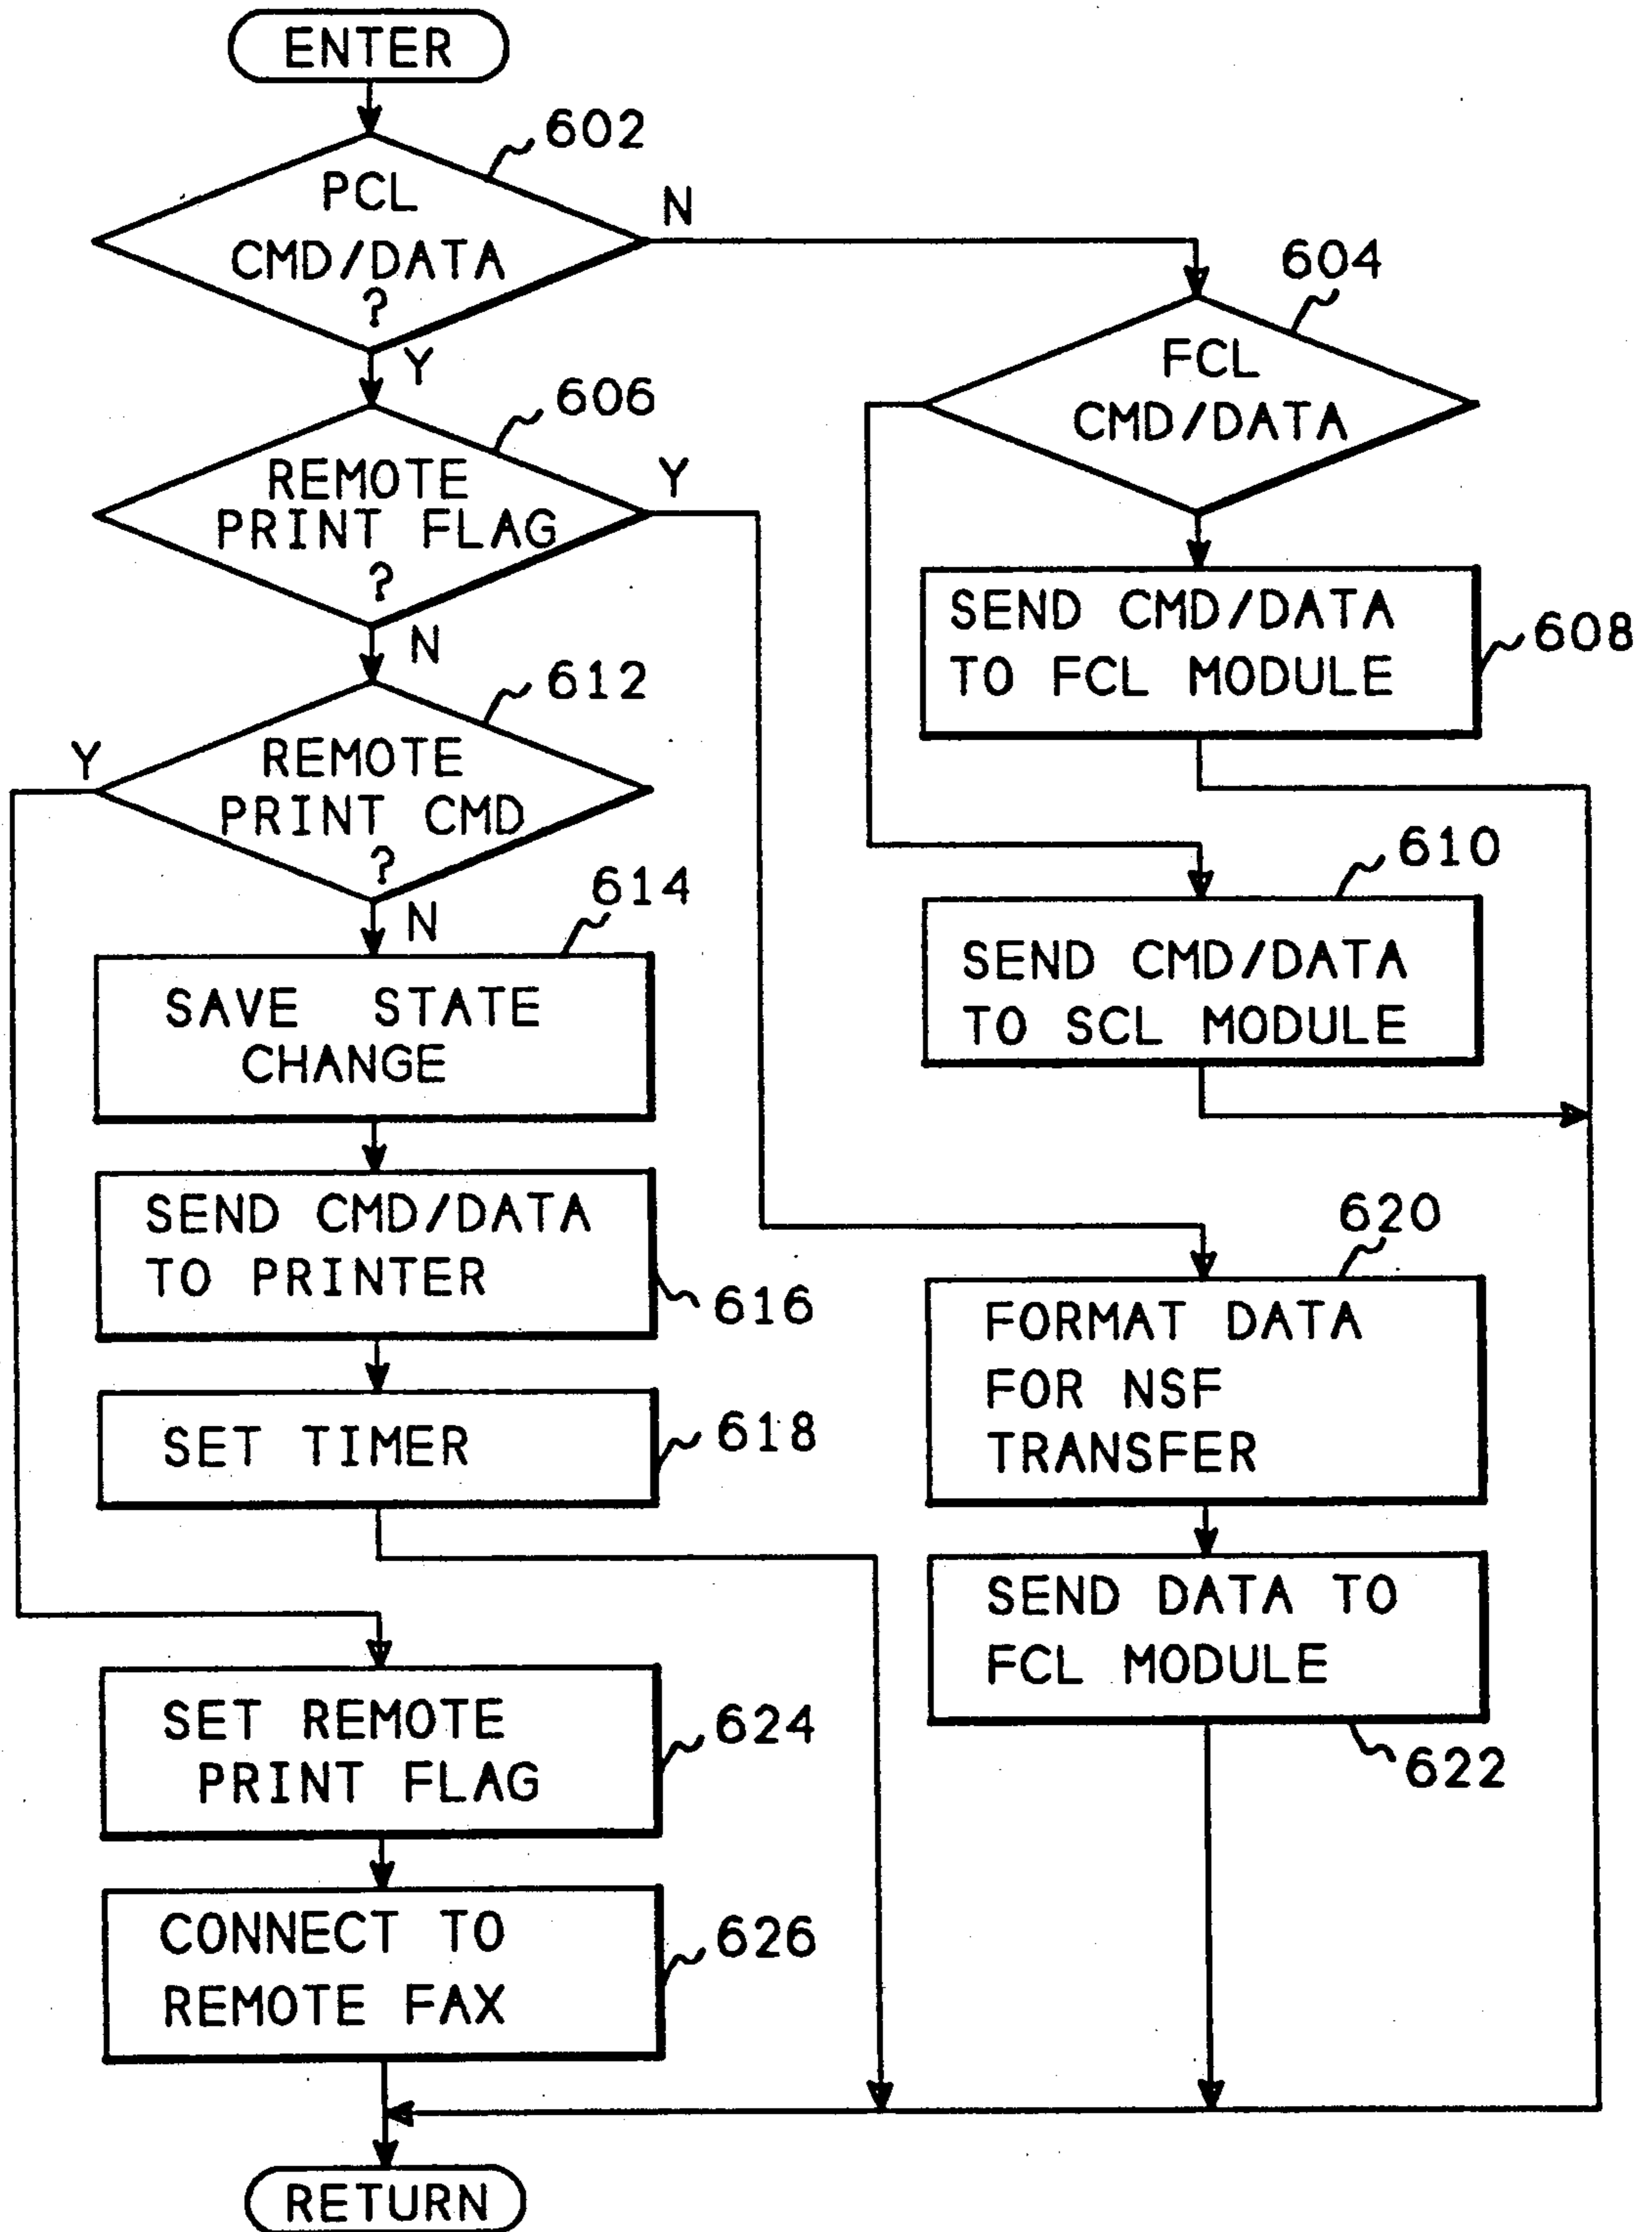 ENTER
602
PCL
CMD/DATA
?
N
Y
604
FCL
CMD/DATA
606
REMOTE
PRINT FLAG
?
Y
N
SEND CMD/DATA
TO FCL MODULE
608
612
REMOTE
PRINT CMD
?
Y
N
610
SEND CMD/DATA
TO SCL MODULE
614
SAVE STATE
CHANGE
SEND CMD/DATA
TO PRINTER
616
620
FORMAT DATA
FOR NSF
TRANSFER
SET TIMER
618
SEND DATA TO
FCL MODULE
622
SET REMOTE
PRINT FLAG
624
CONNECT TO
REMOTE FAX
626
RETURN